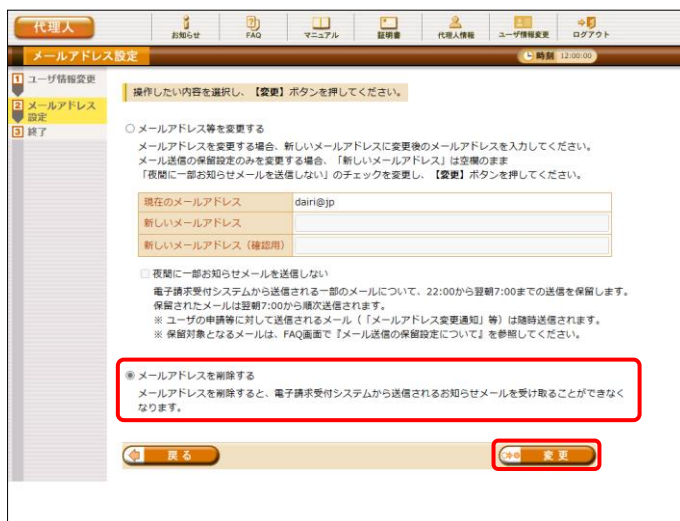 代理人
お知らせ
FAQ
マニュアル
証明書
代理人情報
ユーザ情報変更
ログアウト
メールアドレス設定
時刻 12:00:00
1 ユーザ情報変更
2 メールアドレス
設定
3 終了
操作したい内容を選択し、【変更】ボタンを押してください。
メールアドレス等を変更する
メールアドレスを変更する場合、新しいメールアドレスに変更後のメールアドレスを入力してください。
メール送信の保留設定のみを変更する場合、「新しいメールアドレス」は空欄のまま
「夜間に一部お知らせメールを送信しない」のチェックを変更し、【変更】ボタンを押してください。
現在のメールアドレス dairi@jp
新しいメールアドレス
新しいメールアドレス（確認用）
夜間に一部お知らせメールを送信しない
電子請求受付システムから送信される一部のメールについて、22:00から翌朝7:00までの送信を保留します。
保留されたメールは翌朝7:00から順次送信されます。
※ ユーザの申請等に対して送信されるメール（「メールアドレス変更通知」等）は随時送信されます。
※ 保留対象となるメールは、FAQ画面で『メール送信の保留設定について』を参照してください。
メールアドレスを削除する
メールアドレスを削除すると、電子請求受付システムから送信されるお知らせメールを受け取ることができなく
なります。
戻る
変更